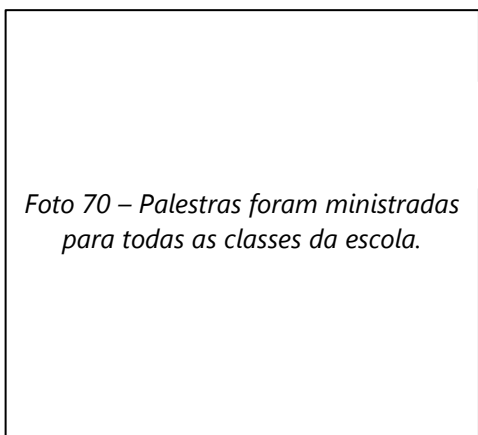 Foto 70 – Palestras foram ministradas
para todas as classes da escola.